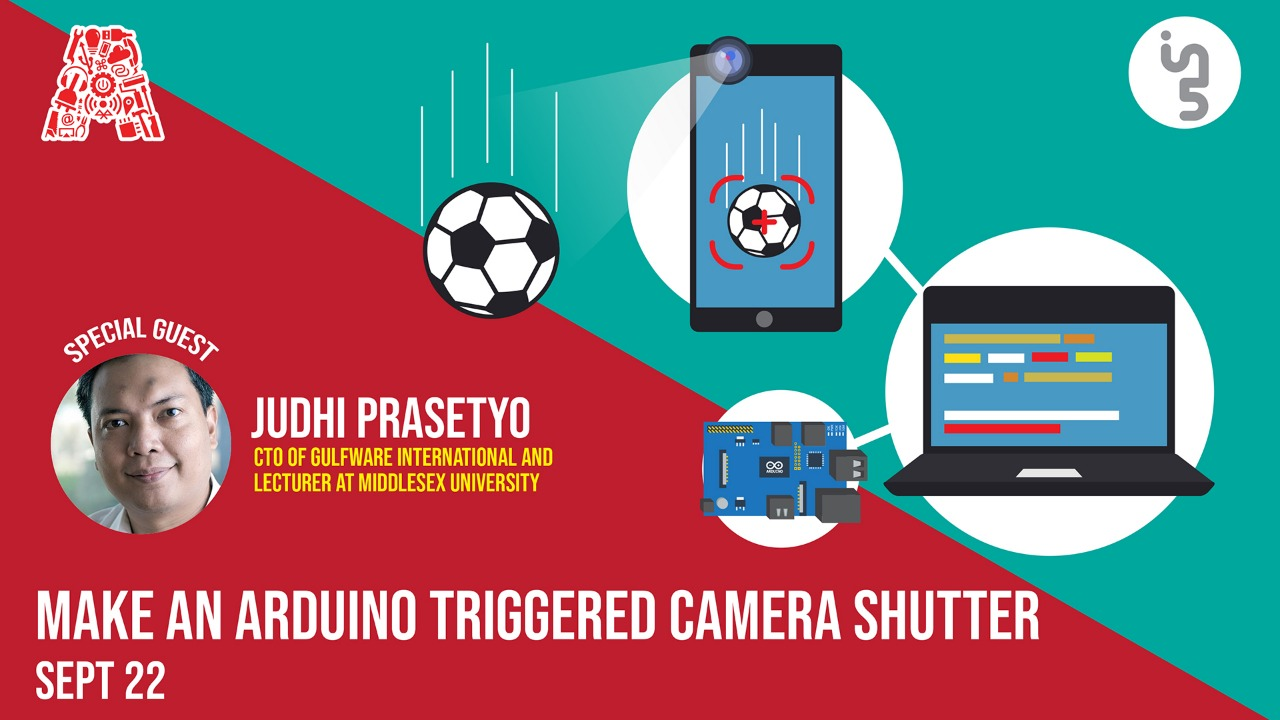 SPECIAL GUEST
JUDHI PRASETYO
CTO OF GULFWARE INTERNATIONAL AND
LECTURER AT MIDDLESEX UNIVERSITY
ARDUINO
MAKE AN ARDUINO TRIGGERED CAMERA SHUTTER
SEPT 22